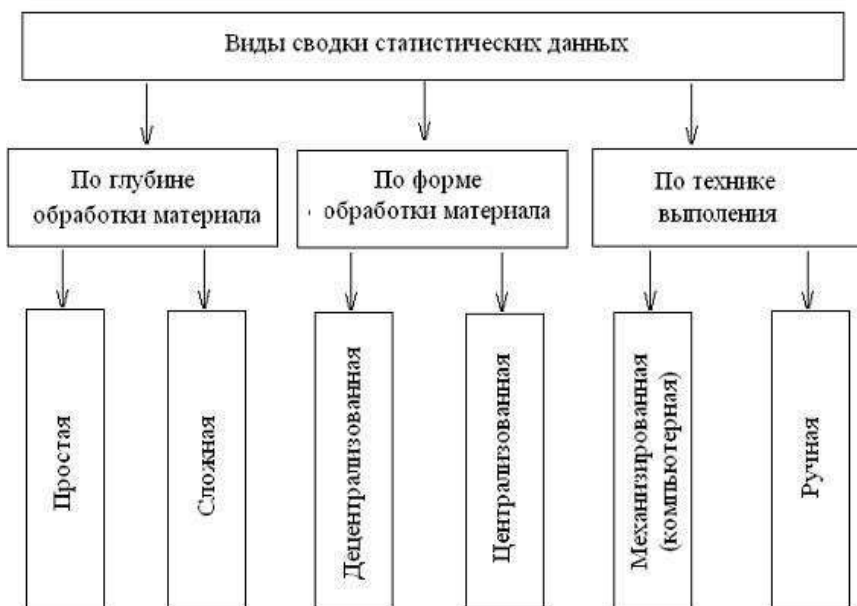 Виды сводки статистических данных
По глубине
обработки материала
По форме
обработки материала
По технике
выполения
Простая
Сложная
Децентрализованная
Централизованная
Механизированная
(компьютерная)
Ручная